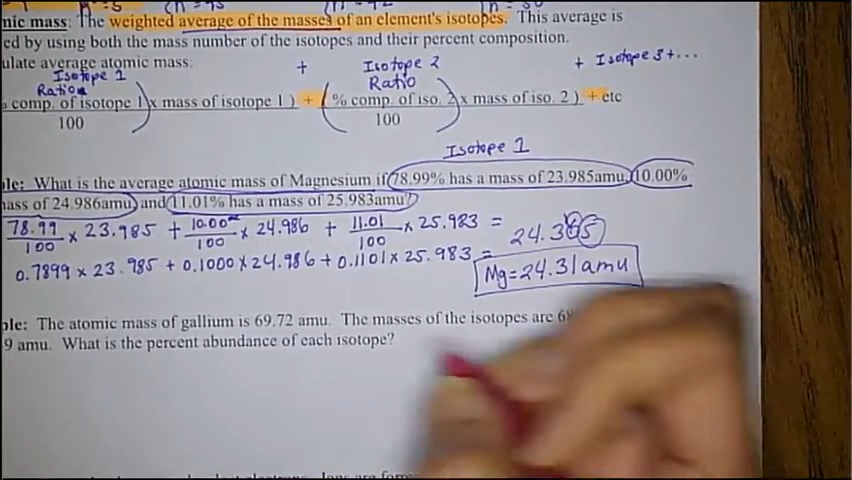 nic mass: The weighted average of the masses of an element's isotopes. This average is
ed by using both the mass number of the isotopes and their percent composition.
ulate average atomic mass.
Isotope 1 + Isotope 2 + Isotope 3 + ...
Ratio Ratio
% comp. of isotope 1 x mass of isotope 1 ) + ( % comp. of iso. 2 x mass of iso. 2 ) + etc
100 100
Isotope 1
le: What is the average atomic mass of Magnesium if 78.99% has a mass of 23.985amu, 10.00%
mass of 24.986amu and 11.01% has a mass of 25.983amu?
78.99/100 x 23.985 + 10.00/100 x 24.986 + 11.01/100 x 25.983 = 24.305
0.7899 x 23.985 + 0.1000 x 24.986 + 0.1101 x 25.983 =
Mg = 24.31amu
ple: The atomic mass of gallium is 69.72 amu. The masses of the isotopes are
9 amu. What is the percent abundance of each isotope?